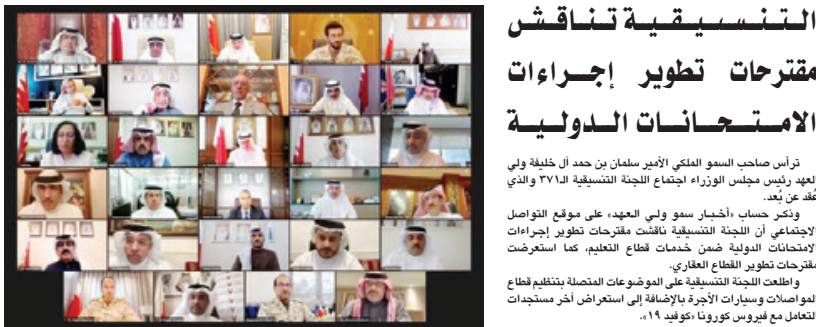 التنسيقية تناقش
مقترحات تطوير إجراءات
الامتحانات الدولية
ترأس صاحب السمو الملكي الأمير سلمان بن حمد آل خليفة ولي
العهد رئيس مجلس الوزراء اجتماع اللجنة التنسيقية الـ٣٧١ والذي
عُقد عن بُعد.
وذكر حساب «أخبار سمو ولي العهد» على موقع التواصل
الاجتماعي أن اللجنة التنسيقية ناقشت مقترحات تطوير إجراءات
الامتحانات الدولية ضمن خدمات قطاع التعليم، كما استعرضت
مقترحات تطوير القطاع العقاري.
واطلعت اللجنة التنسيقية على الموضوعات المتصلة بتنظيم قطاع
المواصلات وسيارات الأجرة بالإضافة إلى استعراض آخر مستجدات
التعامل مع فيروس كورونا «كوفيد ١٩».